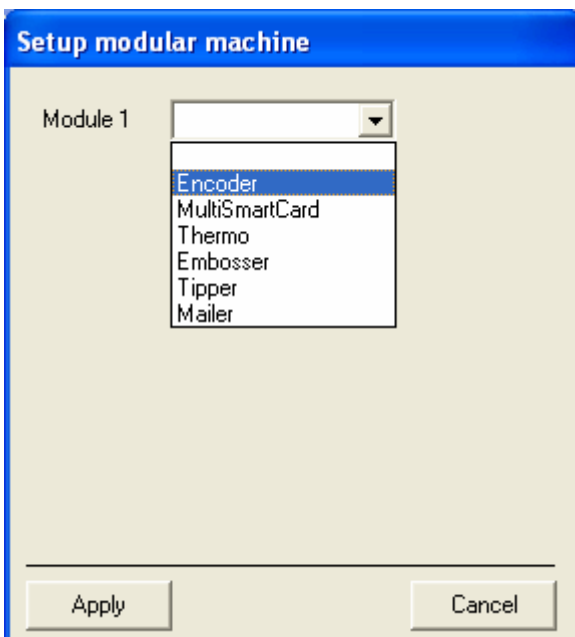 Setup modular machine
Module 1
Encoder
MultiSmartCard
Thermo
Embosser
Tipper
Mailer
Apply
Cancel